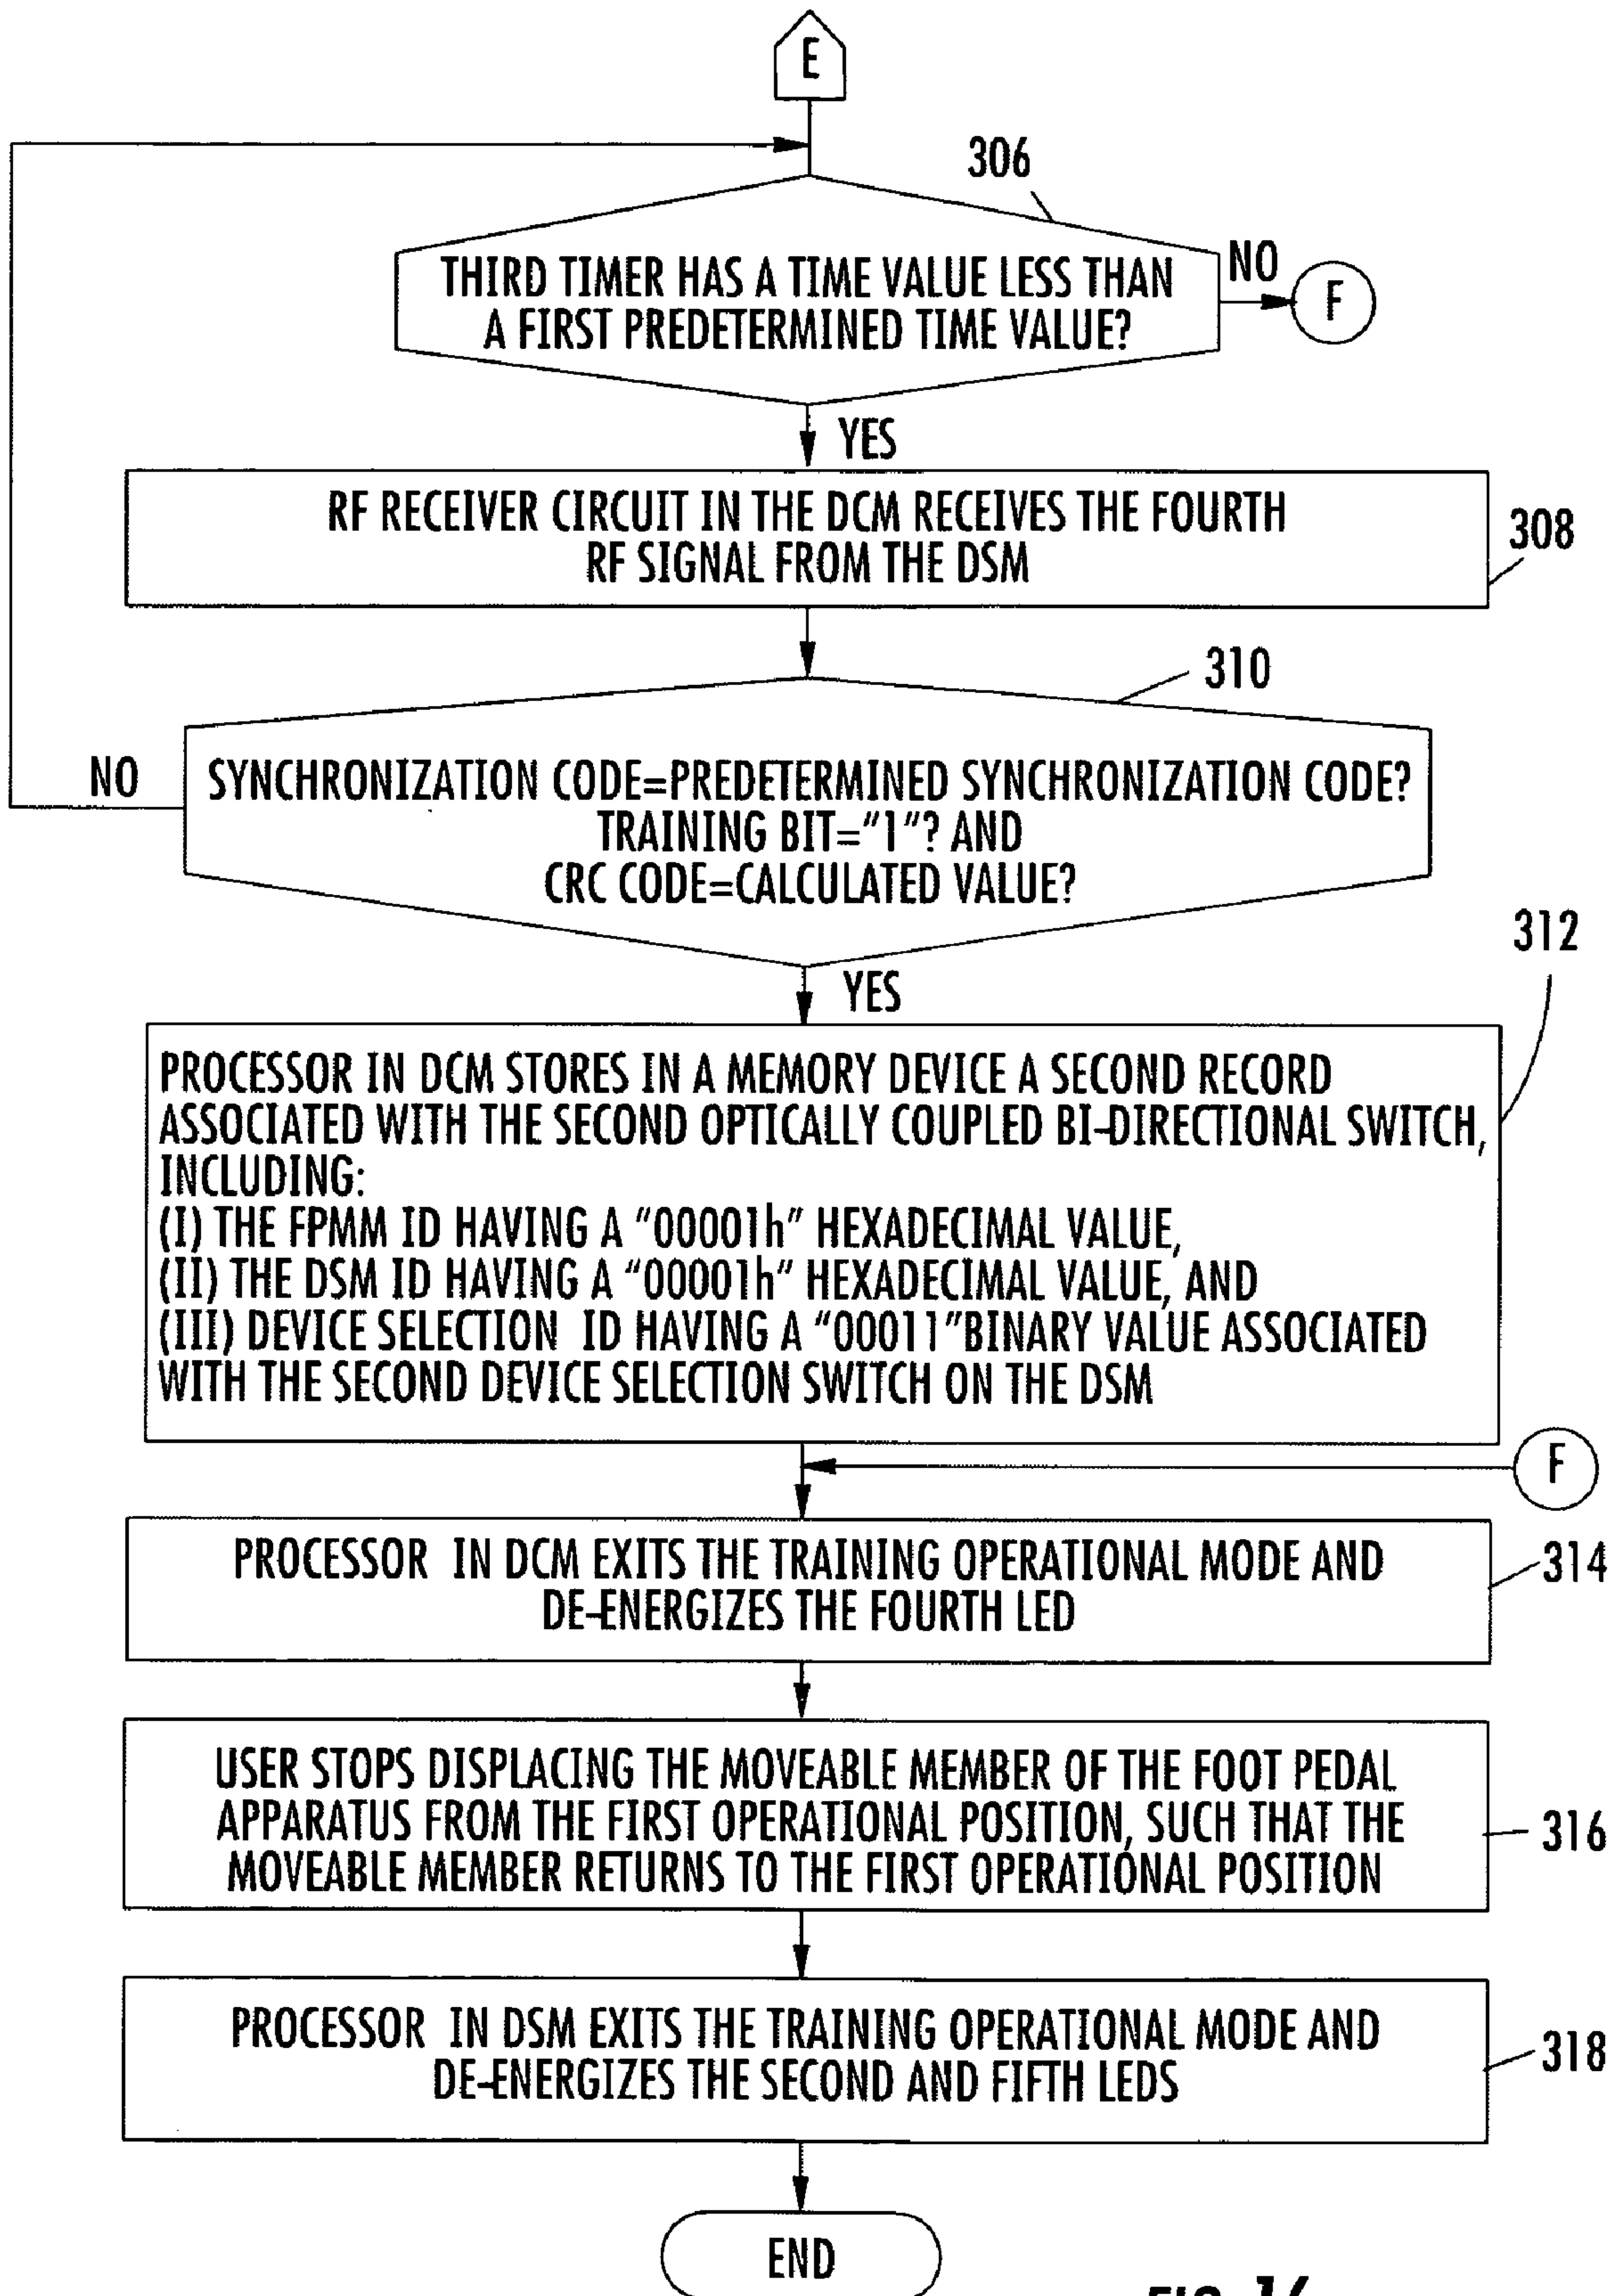 E
306
THIRD TIMER HAS A TIME VALUE LESS THAN
A FIRST PREDETERMINED TIME VALUE?
NO
F
YES
RF RECEIVER CIRCUIT IN THE DCM RECEIVES THE FOURTH
RF SIGNAL FROM THE DSM
308
310
NO
SYNCHRONIZATION CODE=PREDETERMINED SYNCHRONIZATION CODE?
TRAINING BIT="1"? AND
CRC CODE=CALCULATED VALUE?
312
YES
PROCESSOR IN DCM STORES IN A MEMORY DEVICE A SECOND RECORD
ASSOCIATED WITH THE SECOND OPTICALLY COUPLED BI-DIRECTIONAL SWITCH,
INCLUDING:
(I) THE FPMM ID HAVING A "00001h" HEXADECIMAL VALUE,
(II) THE DSM ID HAVING A "00001h" HEXADECIMAL VALUE, AND
(III) DEVICE SELECTION ID HAVING A "00011"BINARY VALUE ASSOCIATED
WITH THE SECOND DEVICE SELECTION SWITCH ON THE DSM
F
PROCESSOR IN DCM EXITS THE TRAINING OPERATIONAL MODE AND
DE-ENERGIZES THE FOURTH LED
314
USER STOPS DISPLACING THE MOVEABLE MEMBER OF THE FOOT PEDAL
APPARATUS FROM THE FIRST OPERATIONAL POSITION, SUCH THAT THE
MOVEABLE MEMBER RETURNS TO THE FIRST OPERATIONAL POSITION
316
PROCESSOR IN DSM EXITS THE TRAINING OPERATIONAL MODE AND
DE-ENERGIZES THE SECOND AND FIFTH LEDS
318
END